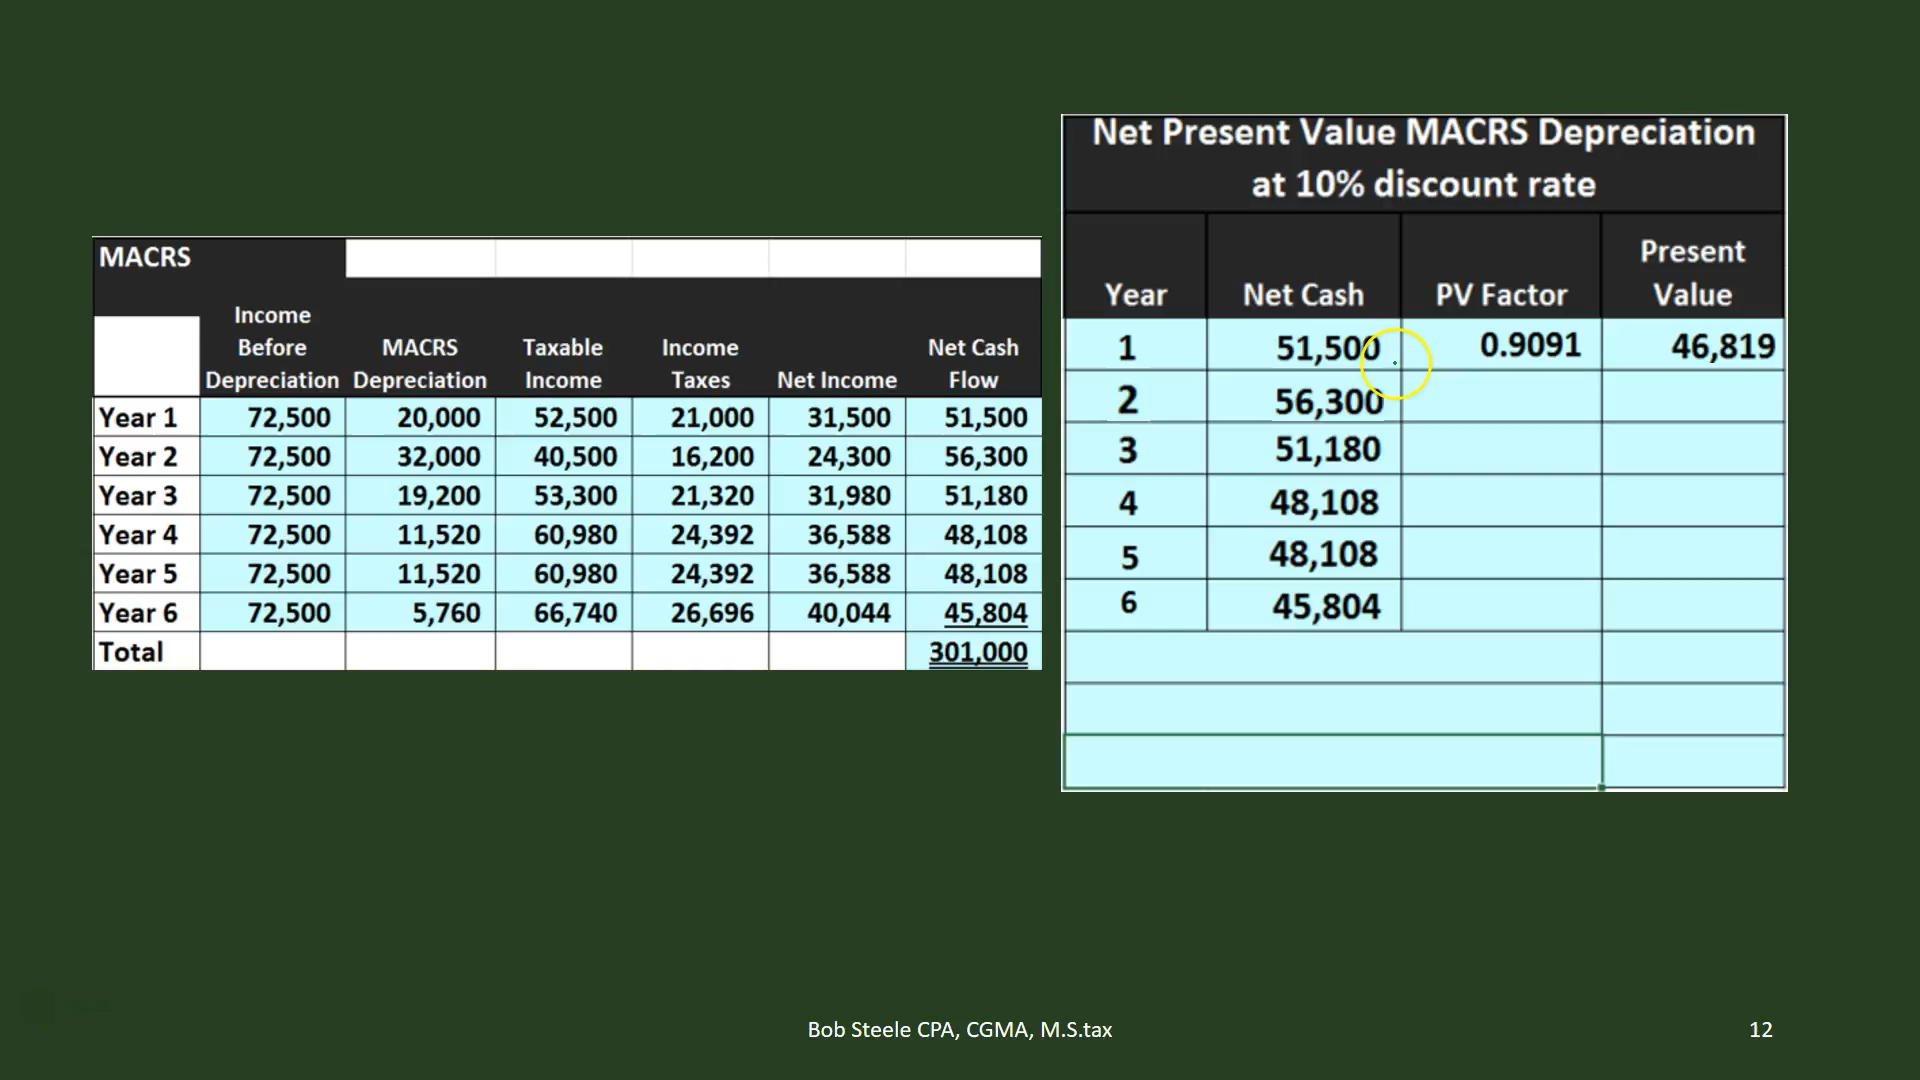 MACRS
Income Before Depreciation MACRS Depreciation Taxable Income Income Taxes Net Income Net Cash Flow
Year 1 72,500 20,000 52,500 21,000 31,500 51,500
Year 2 72,500 32,000 40,500 16,200 24,300 56,300
Year 3 72,500 19,200 53,300 21,320 31,980 51,180
Year 4 72,500 11,520 60,980 24,392 36,588 48,108
Year 5 72,500 11,520 60,980 24,392 36,588 48,108
Year 6 72,500 5,760 66,740 26,696 40,044 45,804
Total 301,000
Net Present Value MACRS Depreciation
at 10% discount rate
Year Net Cash PV Factor Present Value
1 51,500 0.9091 46,819
2 56,300
3 51,180
4 48,108
5 48,108
6 45,804
Bob Steele CPA, CGMA, M.S.tax
12